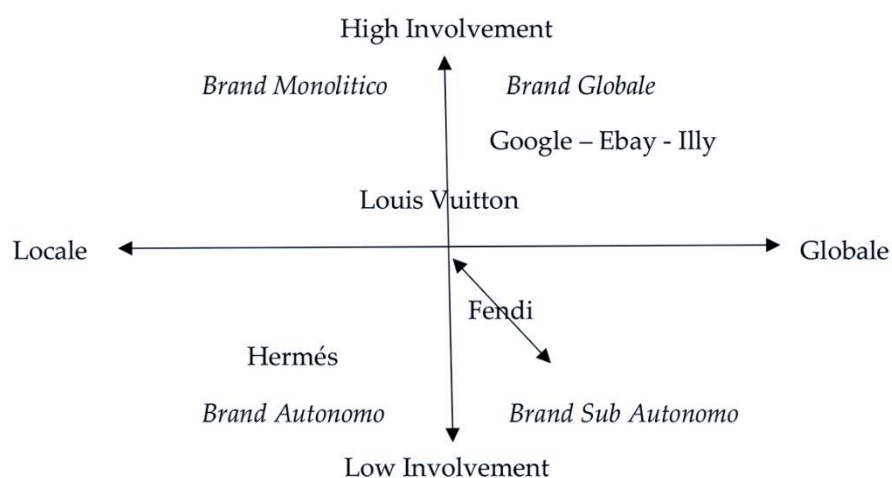 High Involvement
Brand Monolitico
Brand Globale
Google – Ebay - Illy
Louis Vuitton
Locale
Globale
Fendi
Hermés
Brand Autonomo
Brand Sub Autonomo
Low Involvement